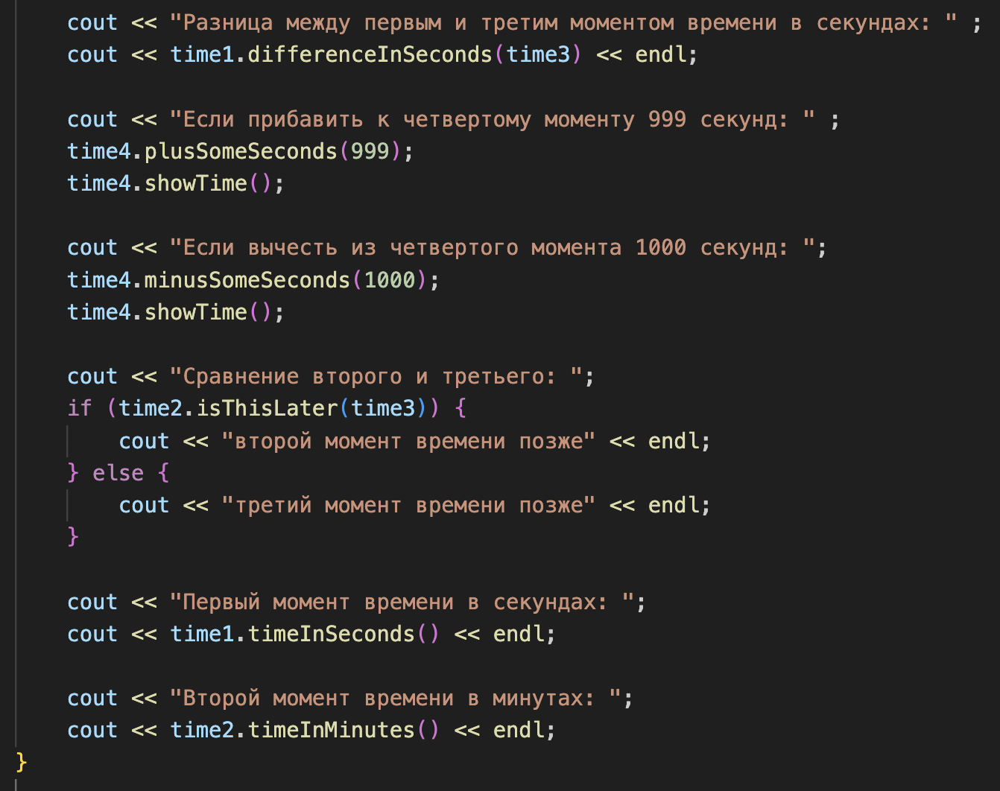 cout << "Разница между первым и третим моментом времени в секундах: " ;
cout << time1.differenceInSeconds(time3) << endl;
cout << "Если прибавить к четвертому моменту 999 секунд: " ;
time4.plusSomeSeconds(999);
time4.showTime();
cout << "Если вычесть из четвертого момента 1000 секунд: ";
time4.minusSomeSeconds(1000);
time4.showTime();
cout << "Сравнение второго и третьего: ";
if (time2.isThisLater(time3)) {
cout << "второй момент времени позже" << endl;
} else {
cout << "третий момент времени позже" << endl;
}
cout << "Первый момент времени в секундах: ";
cout << time1.timeInSeconds() << endl;
cout << "Второй момент времени в минутах: ";
cout << time2.timeInMinutes() << endl;
}